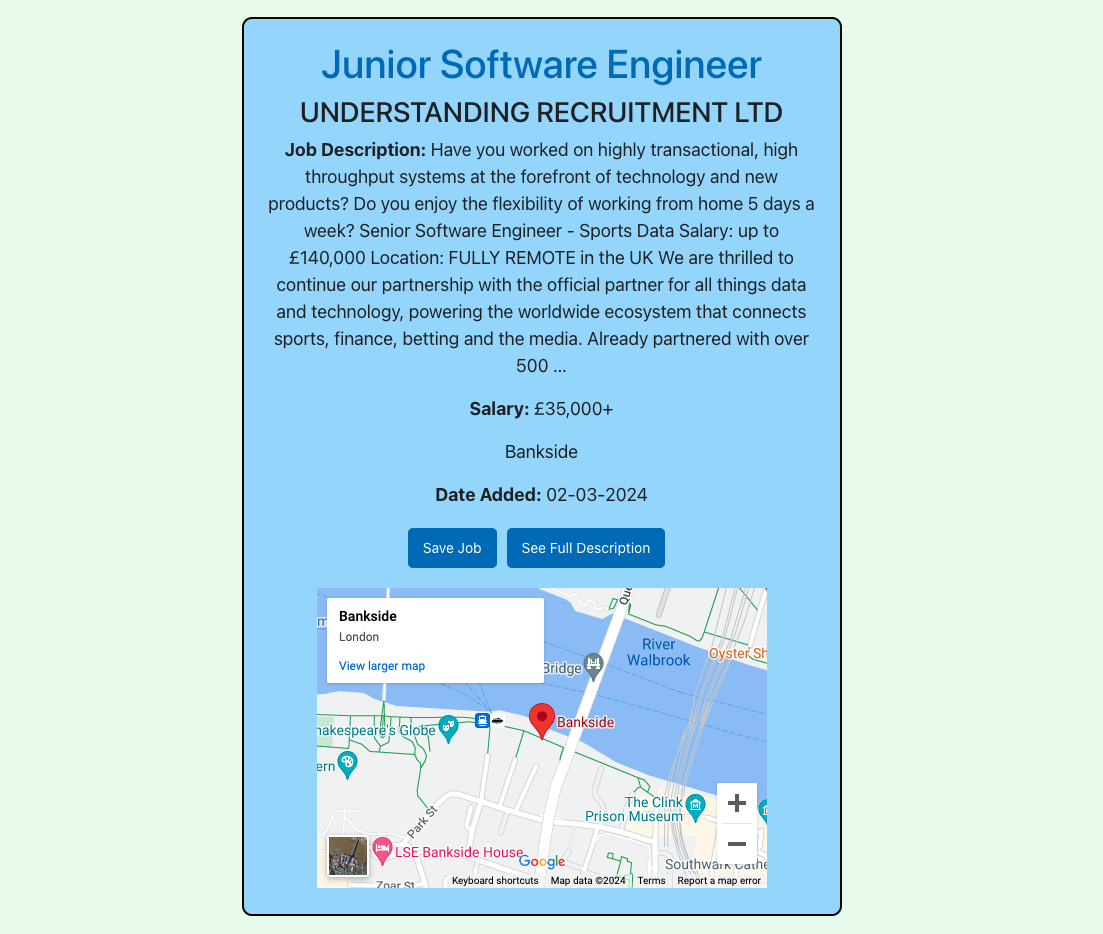 Junior Software Engineer
UNDERSTANDING RECRUITMENT LTD
Job Description: Have you worked on highly transactional, high
throughput systems at the forefront of technology and new
products? Do you enjoy the flexibility of working from home 5 days a
week? Senior Software Engineer - Sports Data Salary: up to
£140,000 Location: FULLY REMOTE in the UK We are thrilled to
continue our partnership with the official partner for all things data
and technology, powering the worldwide ecosystem that connects
sports, finance, betting and the media. Already partnered with over
500 ...
Salary: £35,000+
Bankside
Date Added: 02-03-2024
Save Job
See Full Description
Bankside
London
View larger map
Que
River
Walbrook
Oyster Sh
Bridge
Bankside
hakespeare's Globe
ern
The Clink
Prison Museum
Park St
LSE Bankside House
Google
Southwark Cathe
Zoar St
Keyboard shortcuts
Map data ©2024
Terms
Report a map error